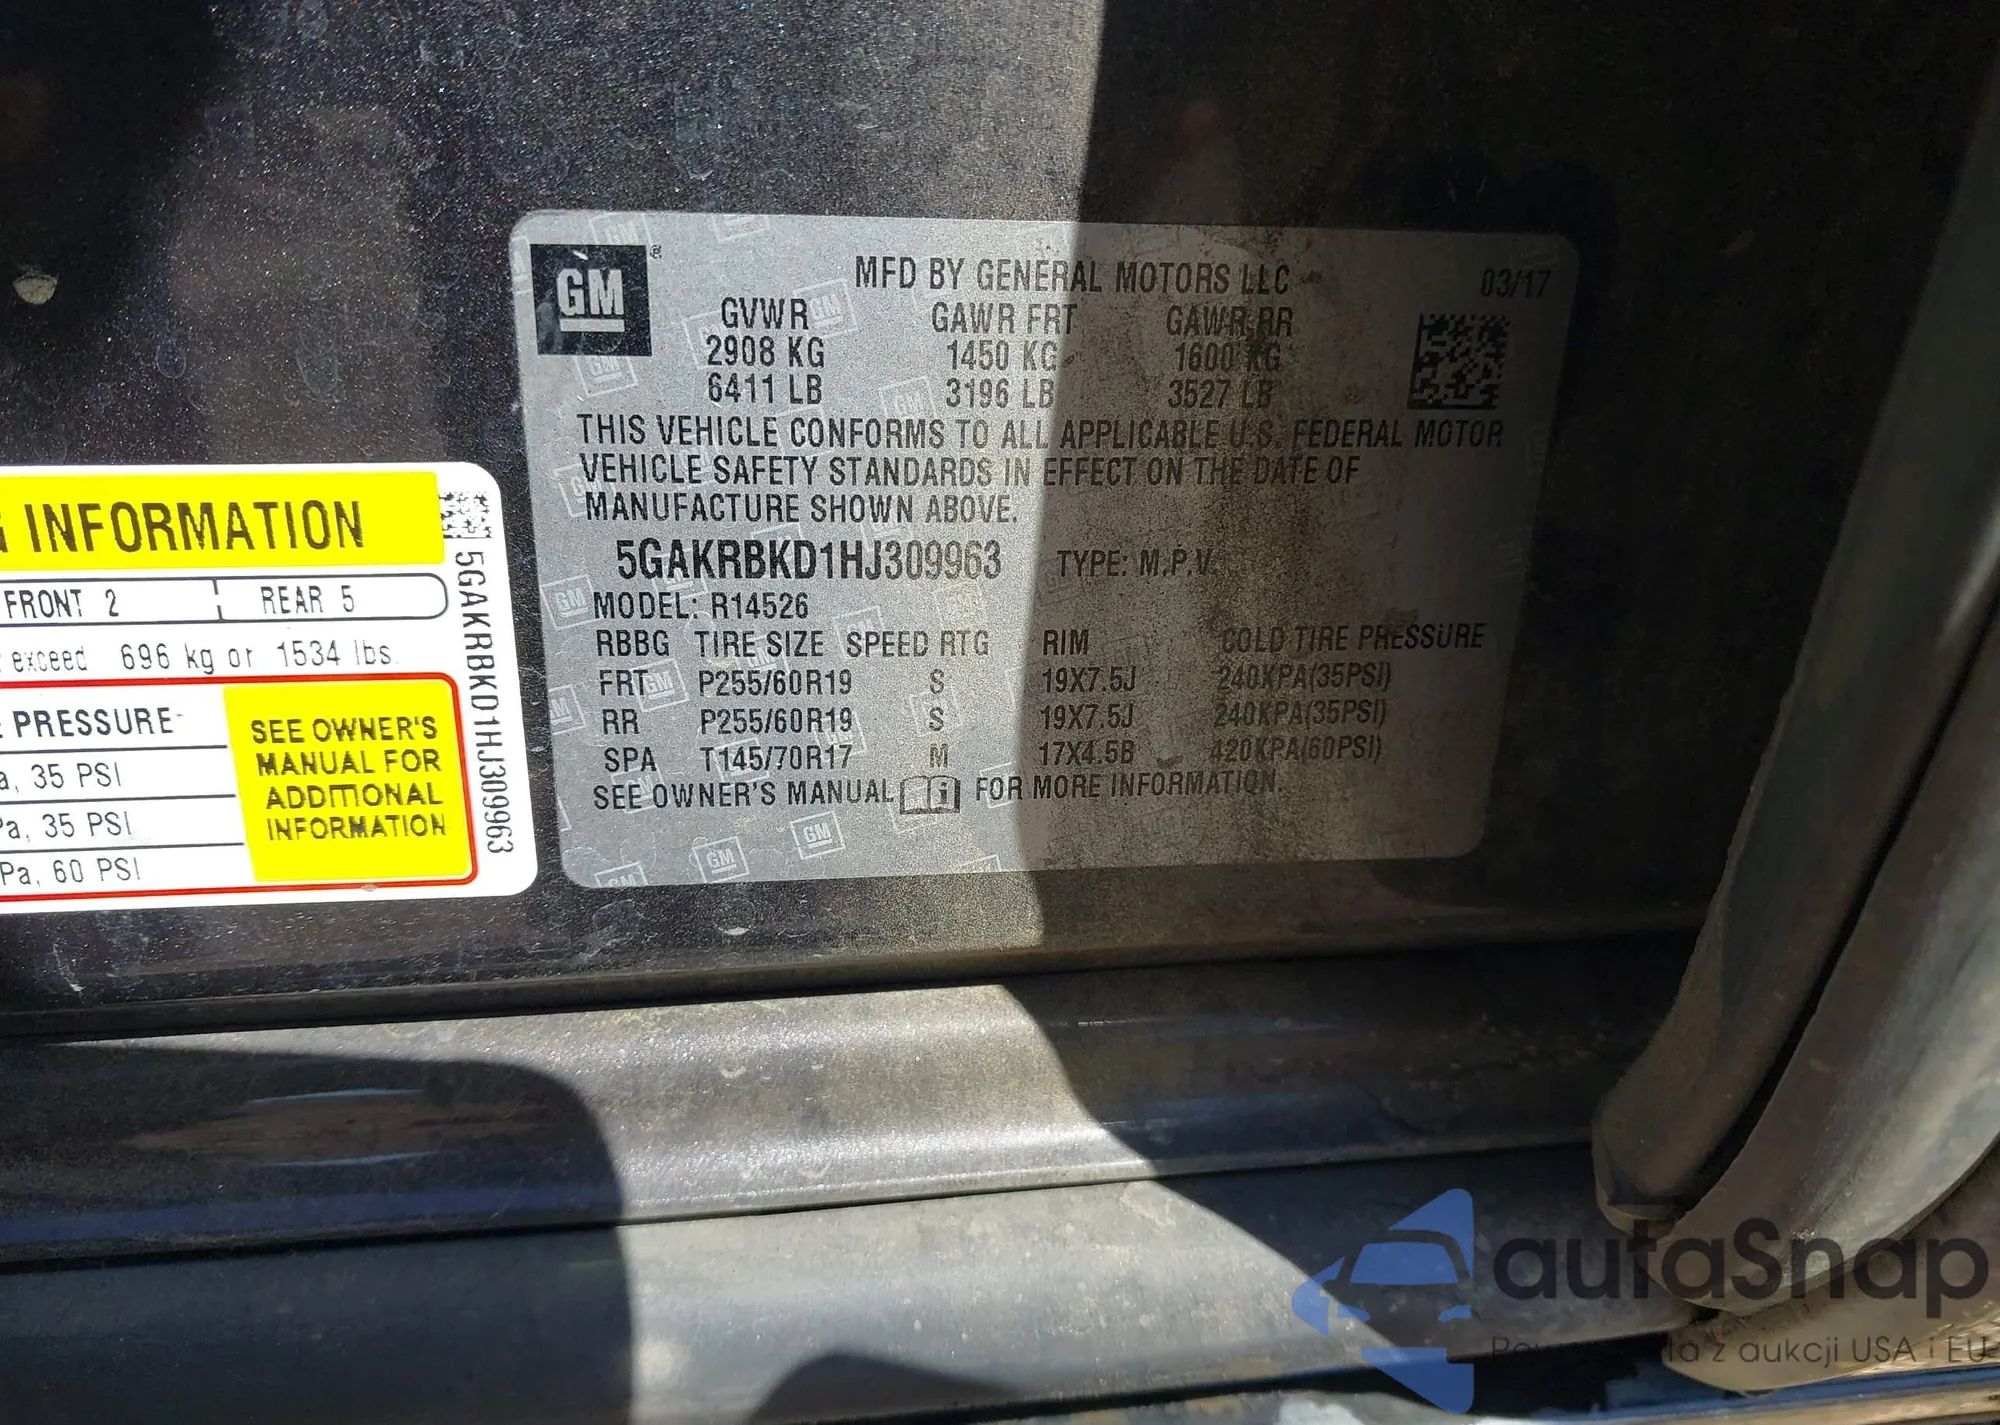 GM
®
MFD BY GENERAL MOTORS LLC
03/17
GVWR GAWR FRT GAWR RR
2908 KG 1450 KG 1600 KG
6411 LB 3196 LB 3527 LB
THIS VEHICLE CONFORMS TO ALL APPLICABLE U.S. FEDERAL MOTOR
VEHICLE SAFETY STANDARDS IN EFFECT ON THE DATE OF
MANUFACTURE SHOWN ABOVE.
5GAKRBKD1HJ309963 TYPE: M.P.V.
MODEL: R14526
RBBG TIRE SIZE SPEED RTG RIM COLD TIRE PRESSURE
FRT P255/60R19 S 19X7.5J 240KPA(35PSI)
RR P255/60R19 S 19X7.5J 240KPA(35PSI)
SPA T145/70R17 M 17X4.5B 420KPA(60PSI)
SEE OWNER'S MANUAL FOR MORE INFORMATION.
G INFORMATION
FRONT 2 REAR 5
exceed 696 kg or 1534 lbs.
PRESSURE
a, 35 PSI
Pa, 35 PSI
Pa, 60 PSI
SEE OWNER'S
MANUAL FOR
ADDITIONAL
INFORMATION
5GAKRBKD1HJ309963
autaSnap
z aukcji USA i EU